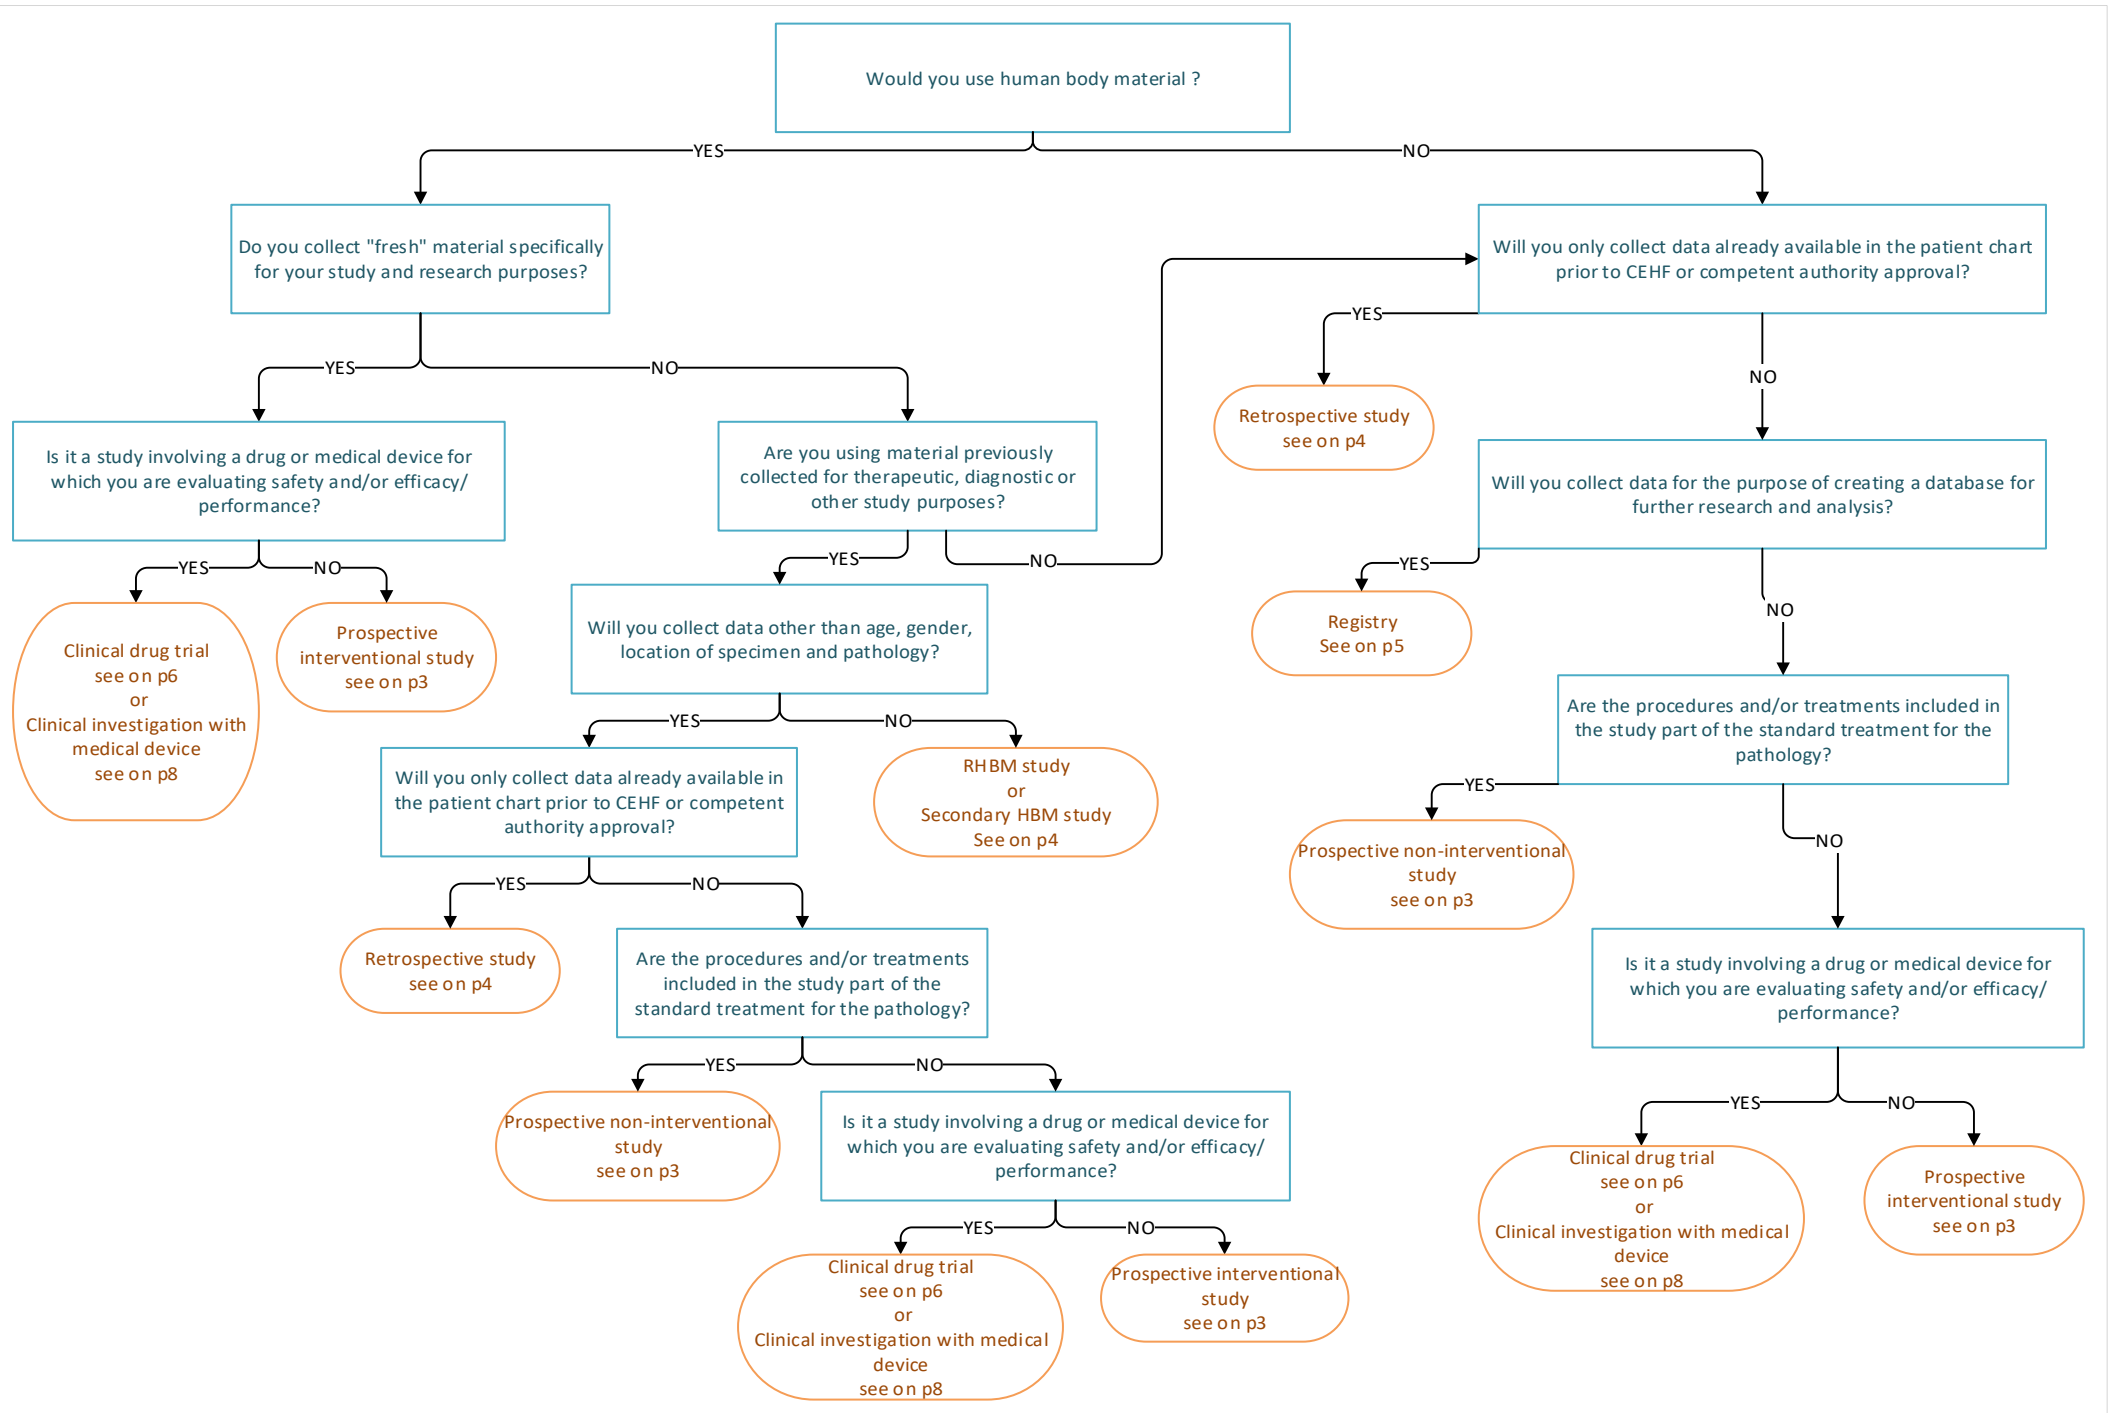 Would you use human body material ?
YES
NO
Do you collect "fresh" material specifically
for your study and research purposes?
Will you only collect data already available in the patient chart
prior to CEHF or competent authority approval?
YES
NO
YES
NO
Retrospective study
see on p4
Is it a study involving a drug or medical device for
which you are evaluating safety and/or efficacy/
performance?
Are you using material previously
collected for therapeutic, diagnostic or
other study purposes?
Will you collect data for the purpose of creating a database for
further research and analysis?
YES
NO
YES
NO
YES
NO
Clinical drug trial
see on p6
or
Clinical investigation with
medical device
see on p8
Prospective
interventional study
see on p3
Will you collect data other than age, gender,
location of specimen and pathology?
Registry
See on p5
YES
NO
Are the procedures and/or treatments included in
the study part of the standard treatment for the
pathology?
Will you only collect data already available in
the patient chart prior to CEHF or competent
authority approval?
RHBM study
or
Secondary HBM study
See on p4
YES
NO
Prospective non-interventional
study
see on p3
YES
NO
Retrospective study
see on p4
Are the procedures and/or treatments
included in the study part of the
standard treatment for the pathology?
Is it a study involving a drug or medical device for
which you are evaluating safety and/or efficacy/
performance?
YES
NO
YES
NO
Prospective non-interventional
study
see on p3
Is it a study involving a drug or medical device for
which you are evaluating safety and/or efficacy/
performance?
Clinical drug trial
see on p6
or
Clinical investigation with medical
device
see on p8
Prospective
interventional study
see on p3
YES
NO
Clinical drug trial
see on p6
or
Clinical investigation with medical
device
see on p8
Prospective interventional
study
see on p3